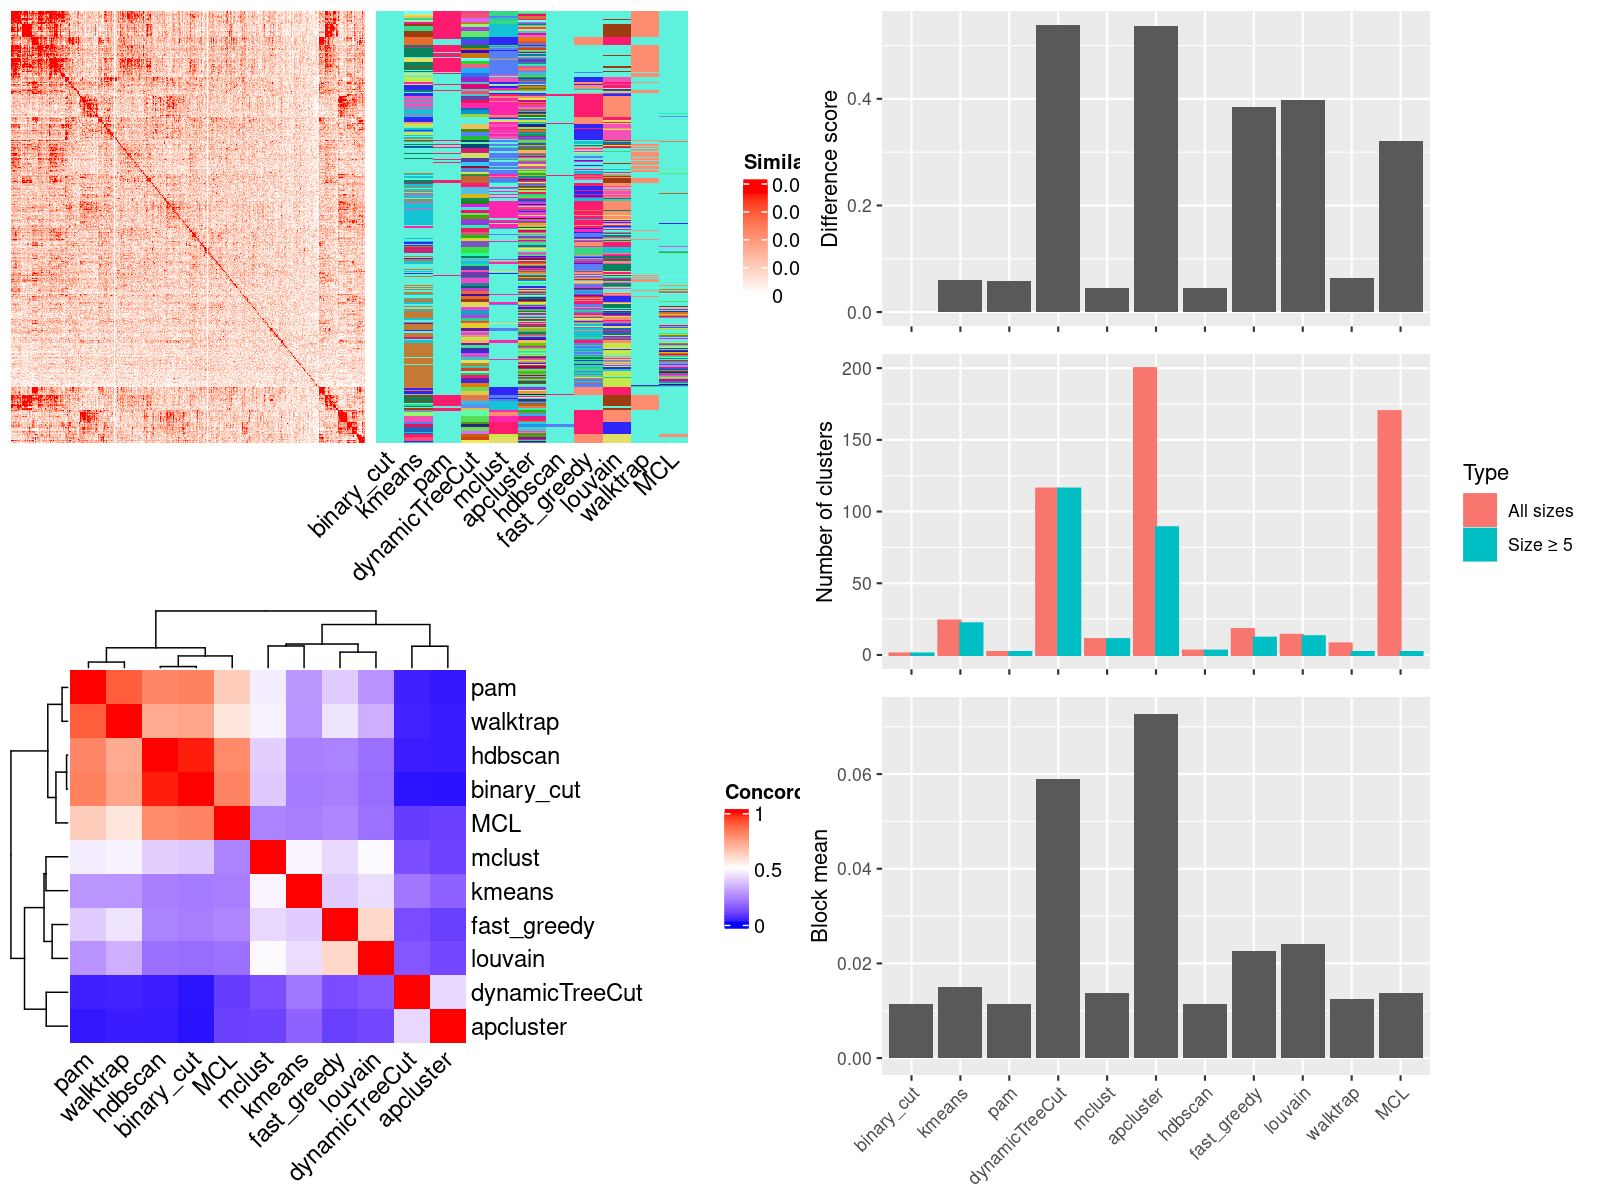 Simila
0.0
0.0
0.0
0.0
0
binary_cut
kmeans
pam
dynamicTreeCut
mclust
apcluster
hdbscan
fast_greedy
louvain
walktrap
MCL
pam
walktrap
hdbscan
binary_cut
MCL
mclust
kmeans
fast_greedy
louvain
dynamicTreeCut
apcluster
pam
walktrap
hdbscan
binary_cut
MCL
mclust
kmeans
fast_greedy
louvain
dynamicTreeCut
apcluster
Concord
1
0.5
0
Difference score
0.4
0.2
0.0
Number of clusters
200
150
100
50
0
Type
All sizes
Size ≥ 5
Block mean
0.06
0.04
0.02
0.00
binary_cut
kmeans
pam
dynamicTreeCut
mclust
apcluster
hdbscan
fast_greedy
louvain
walktrap
MCL